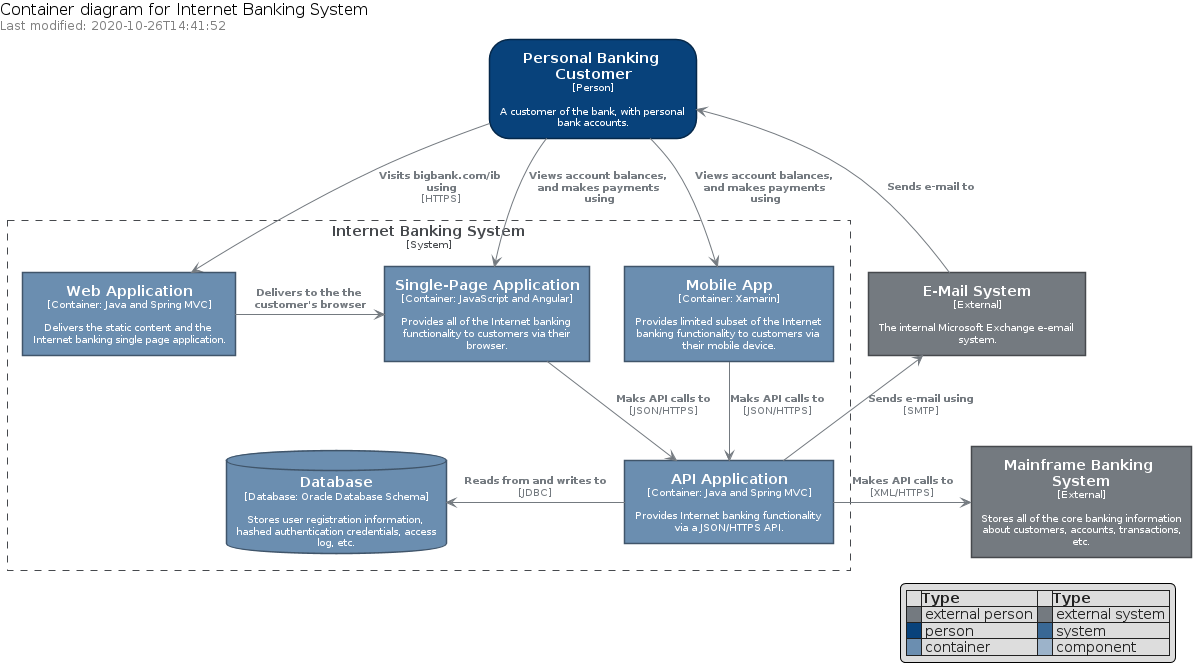 Container diagram for Internet Banking System
Last modified: 2020-10-26T14:41:52
Personal Banking
Customer
[Person]
A customer of the bank, with personal
bank accounts.
Visits bigbank.com/ib
using
[HTTPS]
Views account balances,
and makes payments
using
Views account balances,
and makes payments
using
Sends e-mail to
Internet Banking System
[System]
Web Application
[Container: Java and Spring MVC]
Delivers the static content and the
Internet banking single page application.
Delivers to the the
customer's browser
Single-Page Application
[Container: JavaScript and Angular]
Provides all of the Internet banking
functionality to customers via their
browser.
Mobile App
[Container: Xamarin]
Provides limited subset of the Internet
banking functionality to customers via
their mobile device.
E-Mail System
[External]
The internal Microsoft Exchange e-email
system.
Maks API calls to
[JSON/HTTPS]
Maks API calls to
[JSON/HTTPS]
Sends e-mail using
[SMTP]
Database
[Database: Oracle Database Schema]
Stores user registration information,
hashed authentication credentials, access
log, etc.
Reads from and writes to
[JDBC]
API Application
[Container: Java and Spring MVC]
Provides Internet banking functionality
via a JSON/HTTPS API.
Makes API calls to
[XML/HTTPS]
Mainframe Banking
System
[External]
Stores all of the core banking information
about customers, accounts, transactions,
etc.
Type Type
external person external system
person system
container component